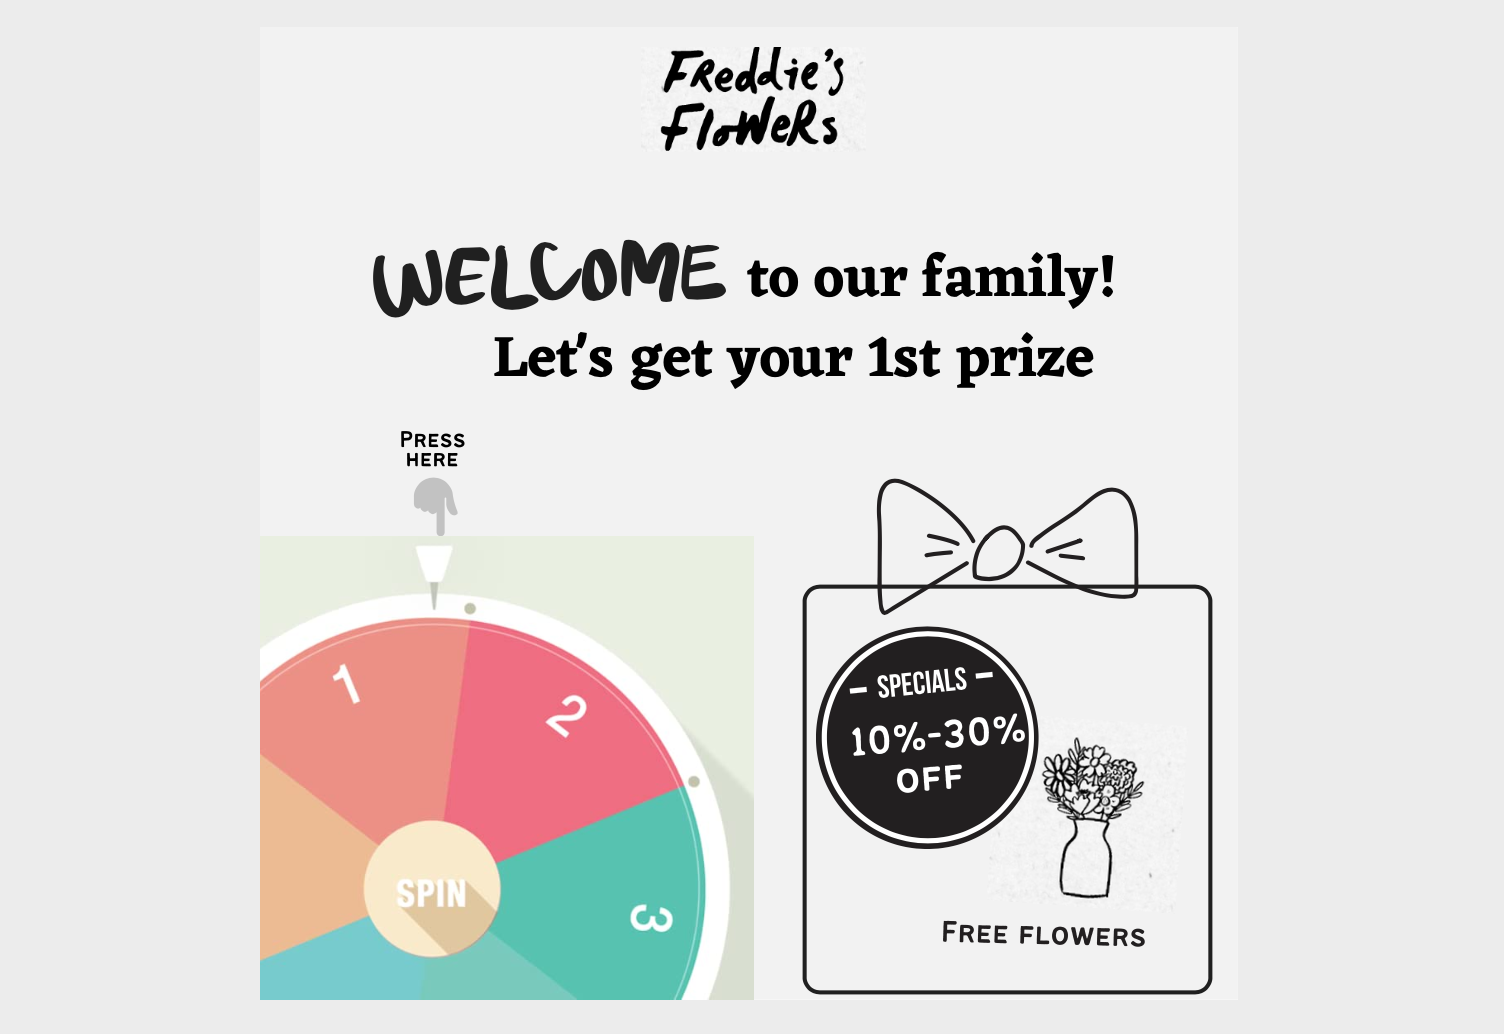 Freddie's
Flowers
WELCOME to our family!
Let's get your 1st prize
PRESS
HERE
1
2
3
SPIN
SPECIALS
10%-30%
OFF
FREE FLOWERS